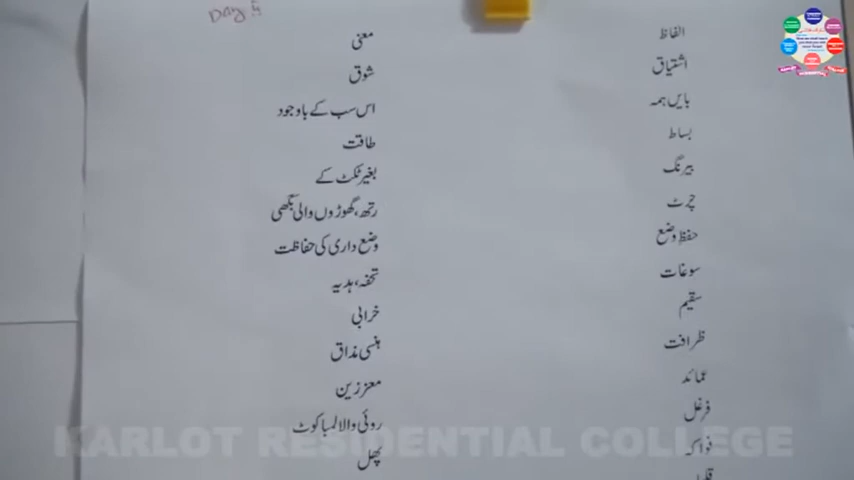 Day 5
الفاظ	معنی
اشتیاق	شوق
بایں ہمہ	اس سب کے باوجود
بساط	طاقت
بیرنگ	بغیر ٹکٹ کے
چرٹ	رتھ، گھوڑوں والی بگھی
حفظِ وضع	وضع داری کی حفاظت
سوغات	تحفہ، ہدیہ
سقیم	خرابی
ظرافت	ہنسی مذاق
عمائد	معززین
فرغل	روئی والا لمبا کوٹ
فواکہ	پھل
KARLOT RESIDENTIAL COLLEGE